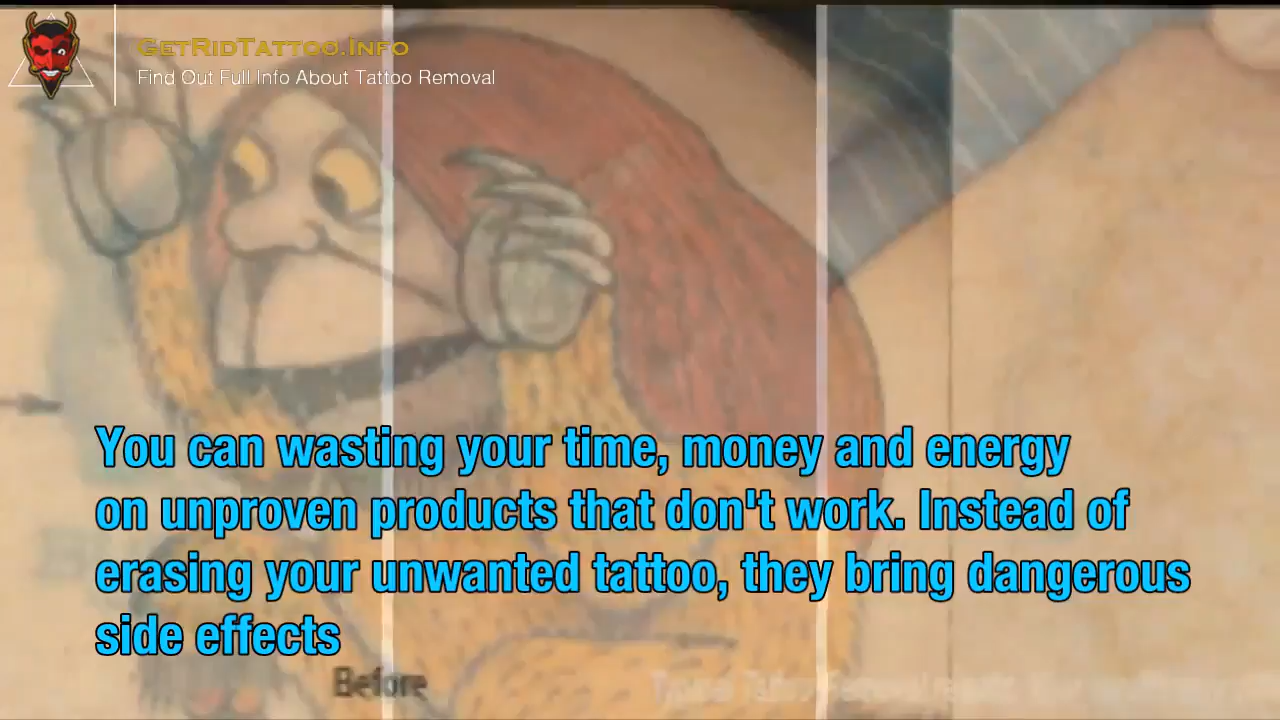 GetRidTattoo.Info
Find Out Full Info About Tattoo Removal
You can wasting your time, money and energy
on unproven products that don't work. Instead of
erasing your unwanted tattoo, they bring dangerous
side effects
Before